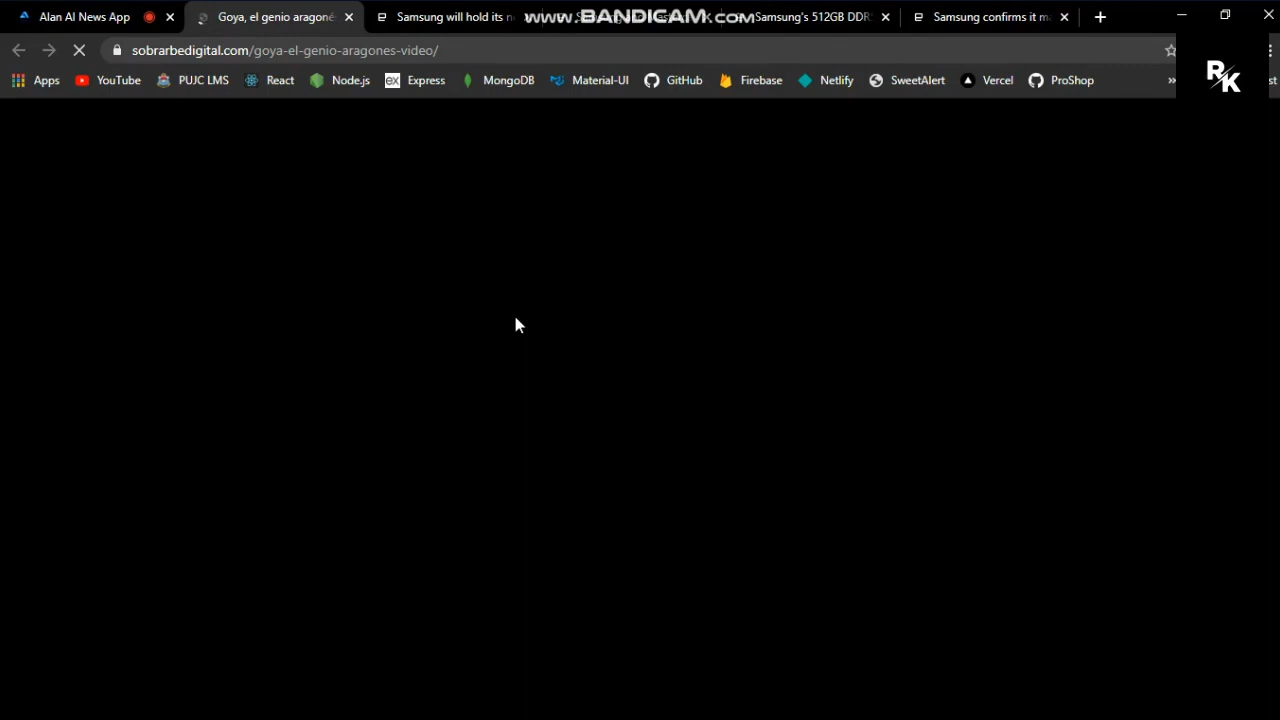 Alan AI News App
Goya, el genio aragoné
Samsung will hold its n
www.BANDICAM.com
Samsung's 512GB DDR
Samsung confirms it m
sobrarbedigital.com/goya-el-genio-aragones-video/
Apps
YouTube
PUJC LMS
React
Node.js
ex
Express
MongoDB
Material-UI
GitHub
Firebase
Netlify
SweetAlert
Vercel
ProShop
»
st
RK